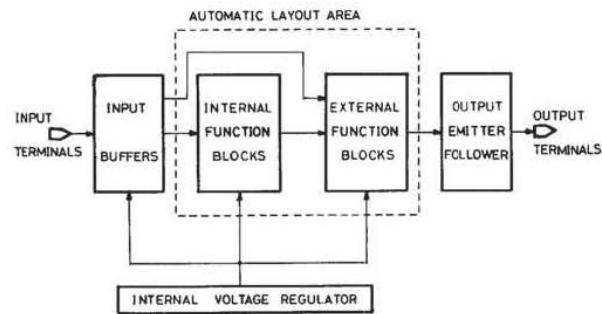 AUTOMATIC LAYOUT AREA
INPUT
TERMINALS
INPUT
BUFFERS
INTERNAL
FUNCTION
BLOCKS
EXTERNAL
FUNCTION
BLOCKS
OUTPUT
EMITTER
FOLLOWER
OUTPUT
TERMINALS
INTERNAL VOLTAGE REGULATOR